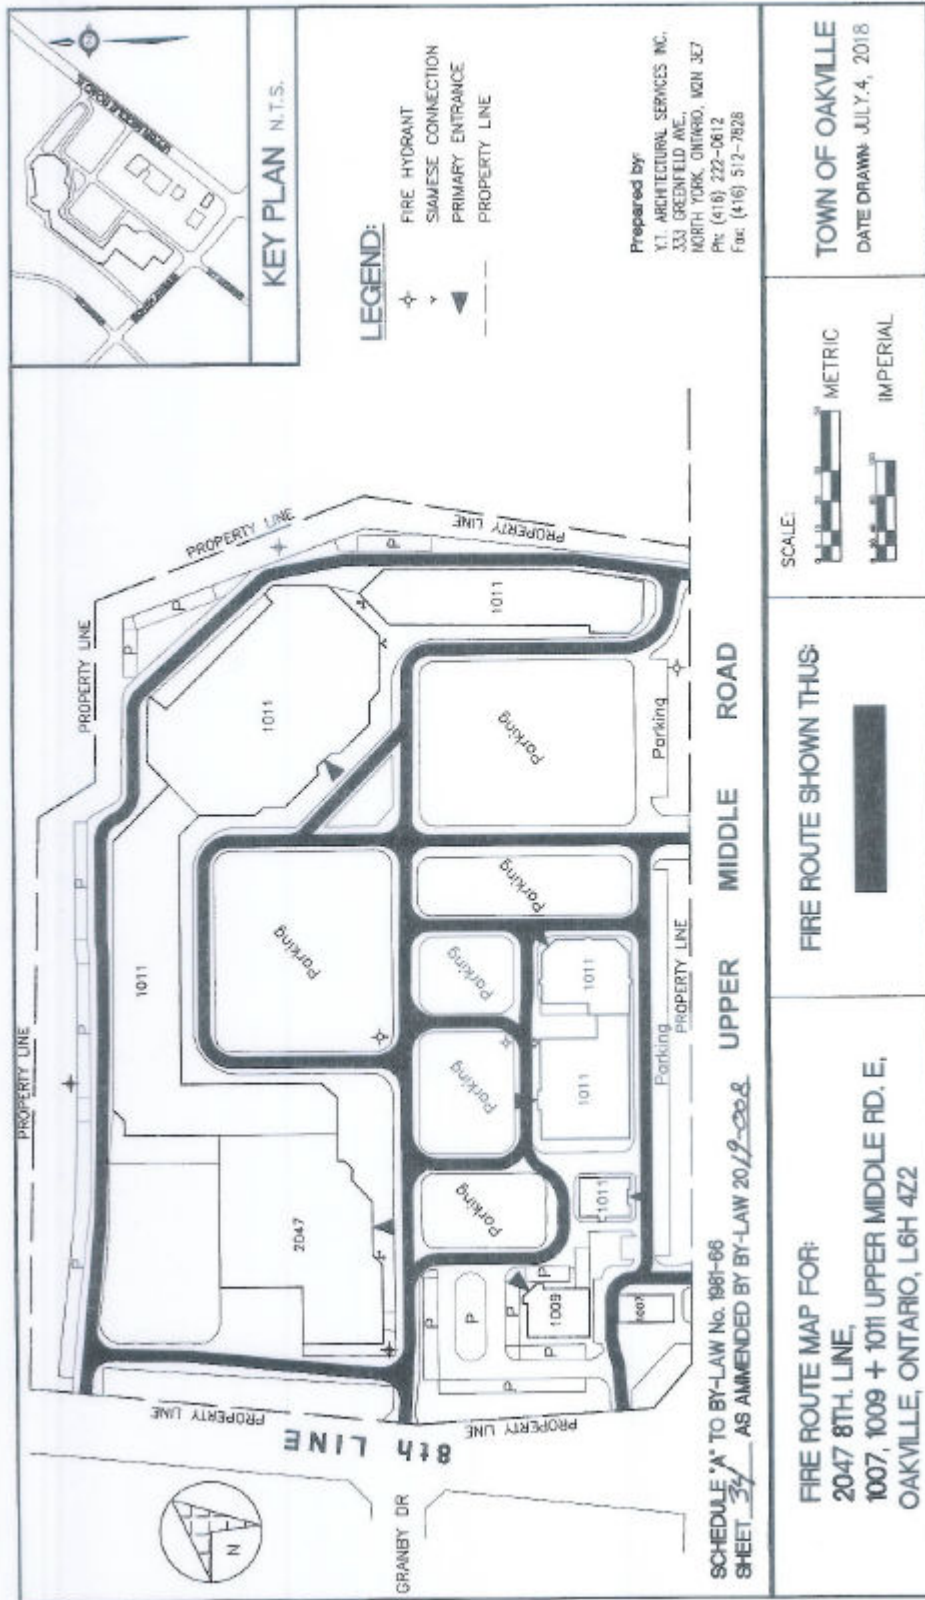 KEY PLAN N.T.S.
LEGEND:
FIRE HYDRANT
SIAMESE CONNECTION
PRIMARY ENTRANCE
PROPERTY LINE
Prepared by:
Y.T. ARCHITECTURAL SERVICES INC.
333 GREENFIELD AVE.,
NORTH YORK, ONTARIO, M2N 3E7
Ph: (416) 222-0612
Fax: (416) 512-7828
PROPERTY LINE
PROPERTY LINE
PROPERTY LINE
PROPERTY LINE
P
P
P
P
P
P
1011
1011
1011
2047
Parking
Parking
Parking
Parking
Parking
Parking
Parking
Parking
1011
1011
1011
1009
1007
P
P
P
P
P
P
PROPERTY LINE
PROPERTY LINE
PROPERTY LINE
8th LINE
GRANBY DR
N
UPPER MIDDLE ROAD
SCHEDULE "A" TO BY-LAW No. 1981-66
SHEET 34 AS AMMENDED BY BY-LAW 2019-008
FIRE ROUTE MAP FOR:
2047 8TH. LINE,
1007, 1009 + 1011 UPPER MIDDLE RD. E,
OAKVILLE, ONTARIO, L6H 4Z2
FIRE ROUTE SHOWN THUS:
SCALE:
METRIC
IMPERIAL
TOWN OF OAKVILLE
DATE DRAWN: JULY.4, 2018